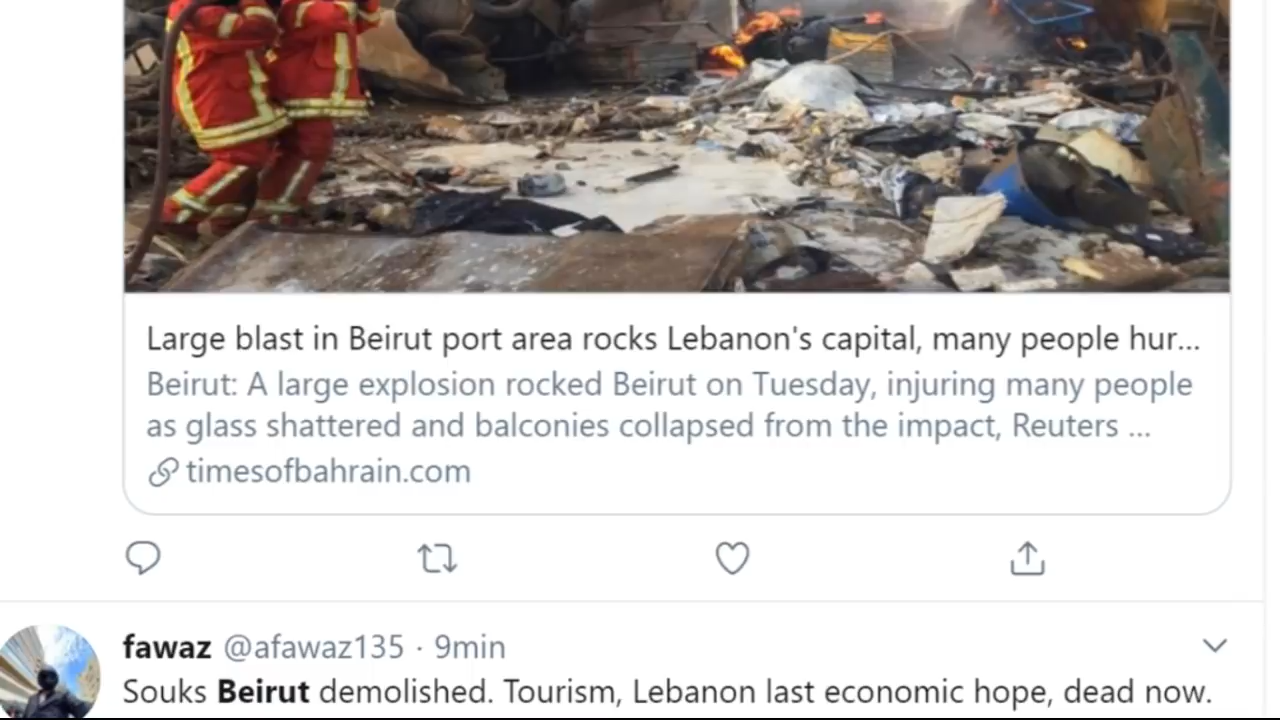 Large blast in Beirut port area rocks Lebanon's capital, many people hur...
Beirut: A large explosion rocked Beirut on Tuesday, injuring many people
as glass shattered and balconies collapsed from the impact, Reuters ...
timesofbahrain.com
fawaz @afawaz135 · 9min
Souks Beirut demolished. Tourism, Lebanon last economic hope, dead now.